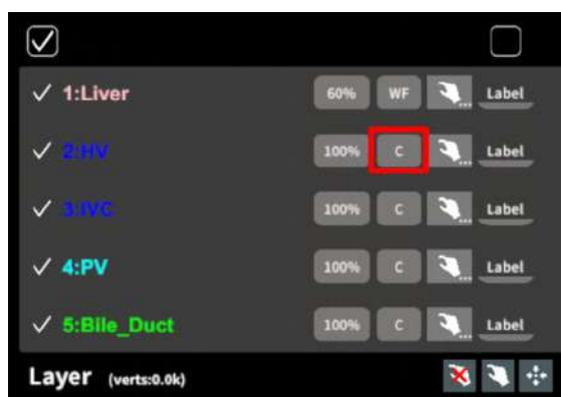 1:Liver 60% WF Label
2:HV 100% C Label
3:IVC 100% C Label
4:PV 100% C Label
5:Bile_Duct 100% C Label
Layer (verts:0.0k)